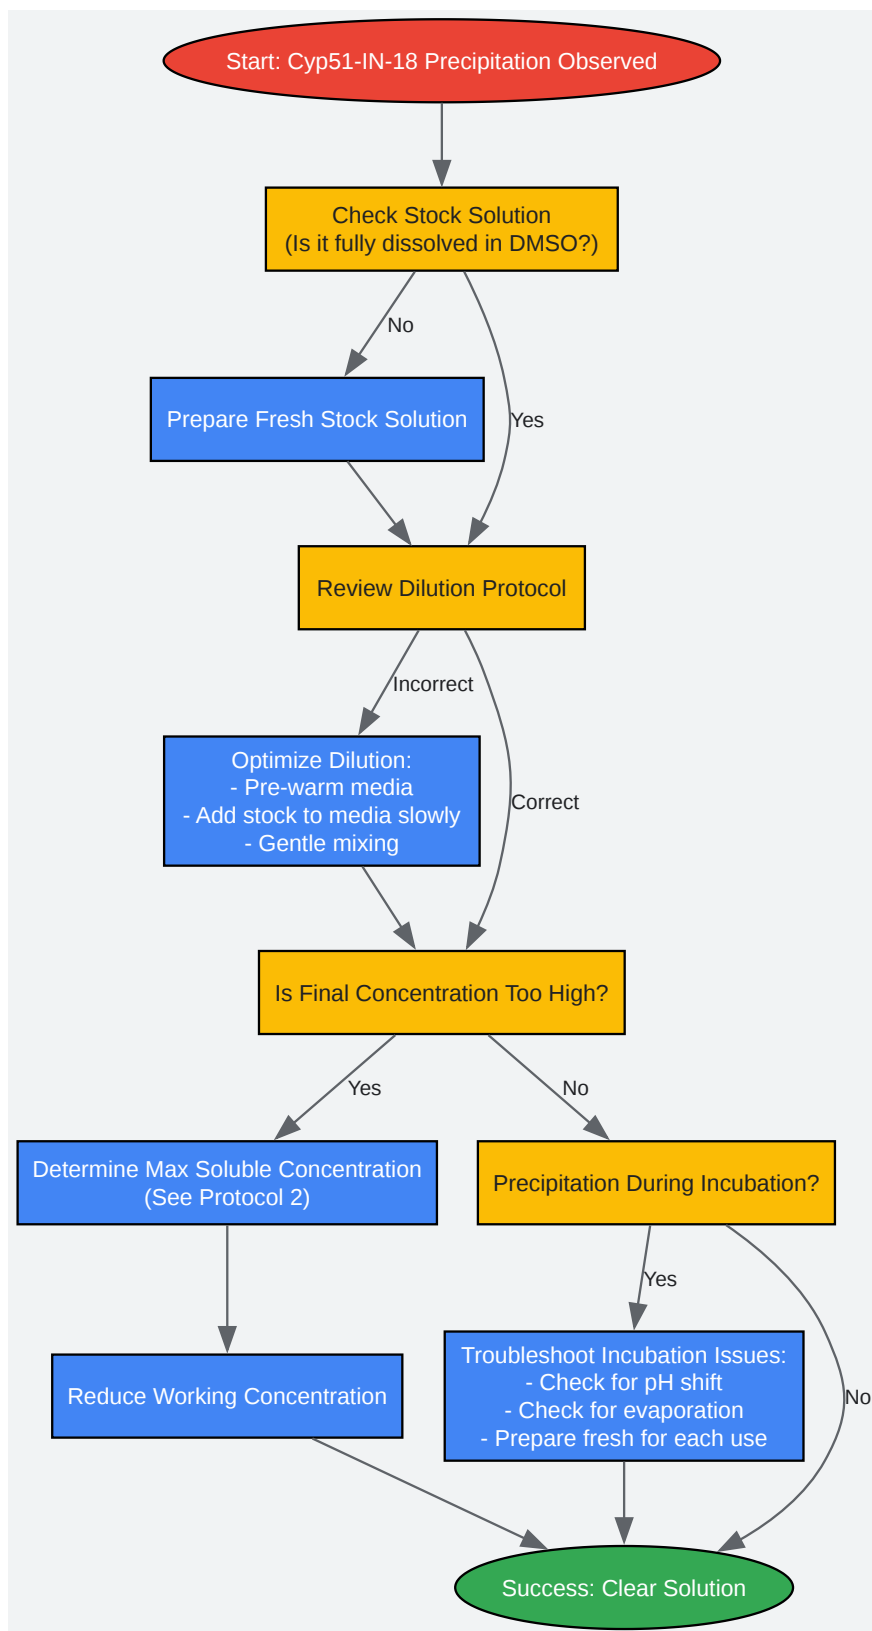 Start: Cyp51-IN-18 Precipitation Observed
Check Stock Solution
(Is it fully dissolved in DMSO?)
No
Prepare Fresh Stock Solution
Yes
Review Dilution Protocol
Incorrect
Optimize Dilution:
- Pre-warm media
- Add stock to media slowly
- Gentle mixing
Correct
Is Final Concentration Too High?
Yes
No
Determine Max Soluble Concentration
(See Protocol 2)
Precipitation During Incubation?
Yes
Reduce Working Concentration
Troubleshoot Incubation Issues:
- Check for pH shift
- Check for evaporation
- Prepare fresh for each use
No
Success: Clear Solution